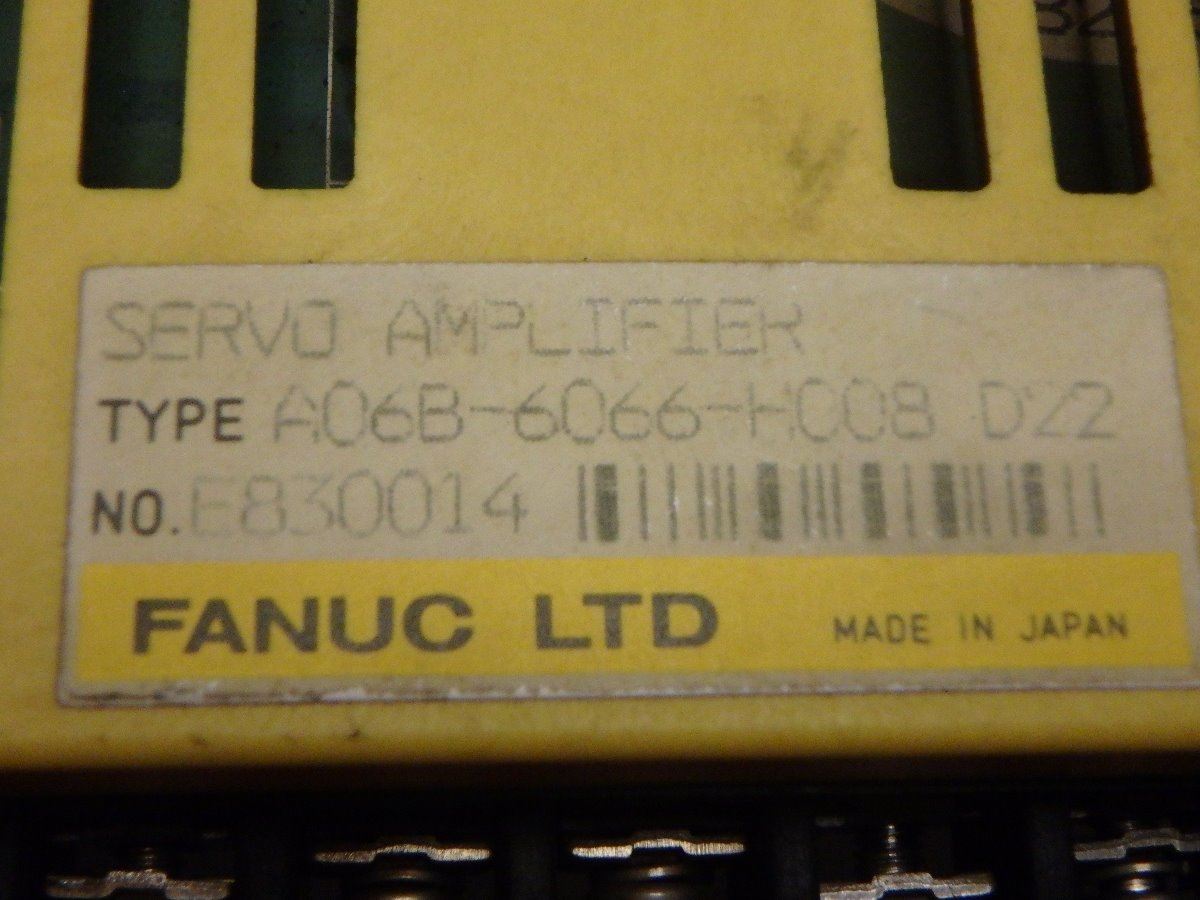 SERVO AMPLIFIER
TYPE A06B-6066-H008 D22
NO. E830014
FANUC LTD MADE IN JAPAN